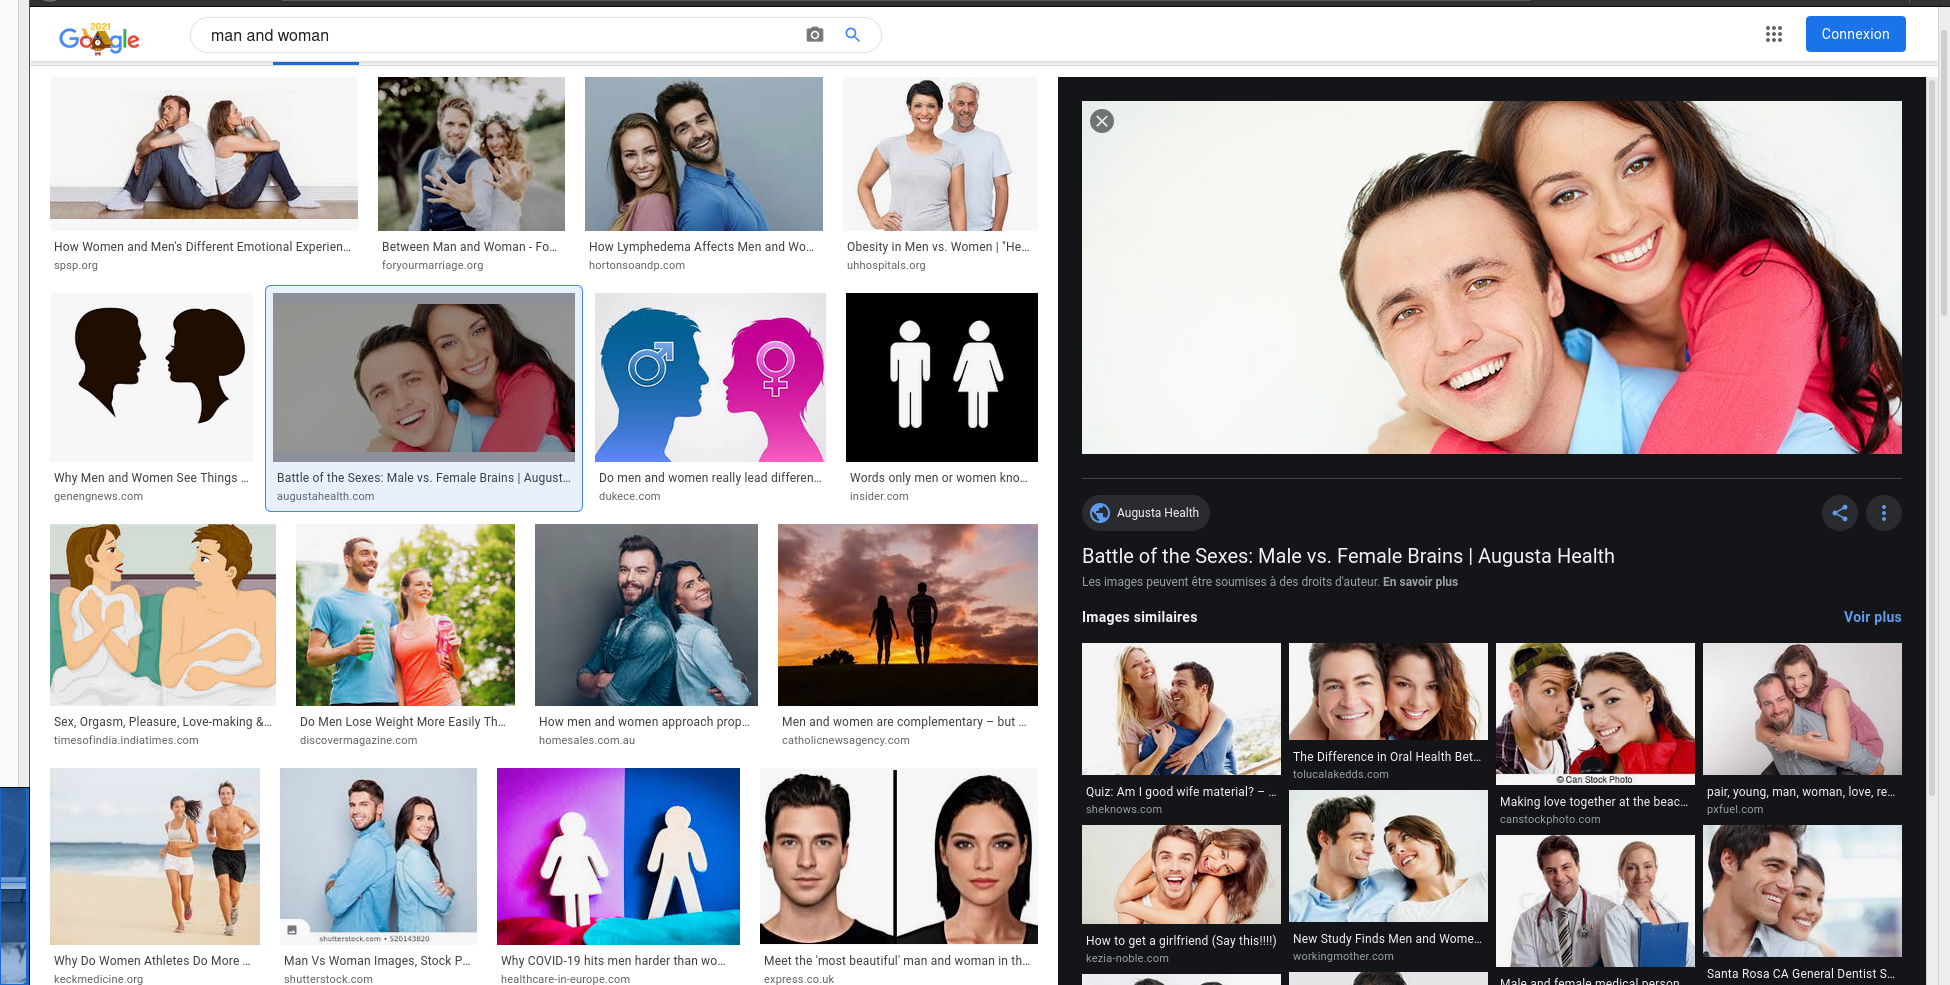 2021
Google
man and woman
Connexion
How Women and Men's Different Emotional Experien...
spsp.org
Between Man and Woman - Fo...
foryourmarriage.org
How Lymphedema Affects Men and Wo...
hortonsoandp.com
Obesity in Men vs. Women | "He...
uhhospitals.org
Why Men and Women See Things ...
genengnews.com
Battle of the Sexes: Male vs. Female Brains | August...
augustahealth.com
Do men and women really lead differen...
dukece.com
Words only men or women kno...
insider.com
Sex, Orgasm, Pleasure, Love-making &...
timesofindia.indiatimes.com
Do Men Lose Weight More Easily Th...
discovermagazine.com
How men and women approach prop...
homesales.com.au
Men and women are complementary – but ...
catholicnewsagency.com
shutterstock.com • 520143820
Why Do Women Athletes Do More ...
keckmedicine.org
Man Vs Woman Images, Stock P...
shutterstock.com
Why COVID-19 hits men harder than wo...
healthcare-in-europe.com
Meet the 'most beautiful' man and woman in th...
express.co.uk
Augusta Health
Battle of the Sexes: Male vs. Female Brains | Augusta Health
Les images peuvent être soumises à des droits d'auteur. En savoir plus
Images similaires
Voir plus
Quiz: Am I good wife material? – ...
sheknows.com
The Difference in Oral Health Bet...
tolucalakedds.com
© Can Stock Photo
Making love together at the beac...
canstockphoto.com
pair, young, man, woman, love, re...
pxfuel.com
How to get a girlfriend (Say this!!!!)
kezia-noble.com
New Study Finds Men and Wome...
workingmother.com
Male and female medical person
Santa Rosa CA General Dentist S...